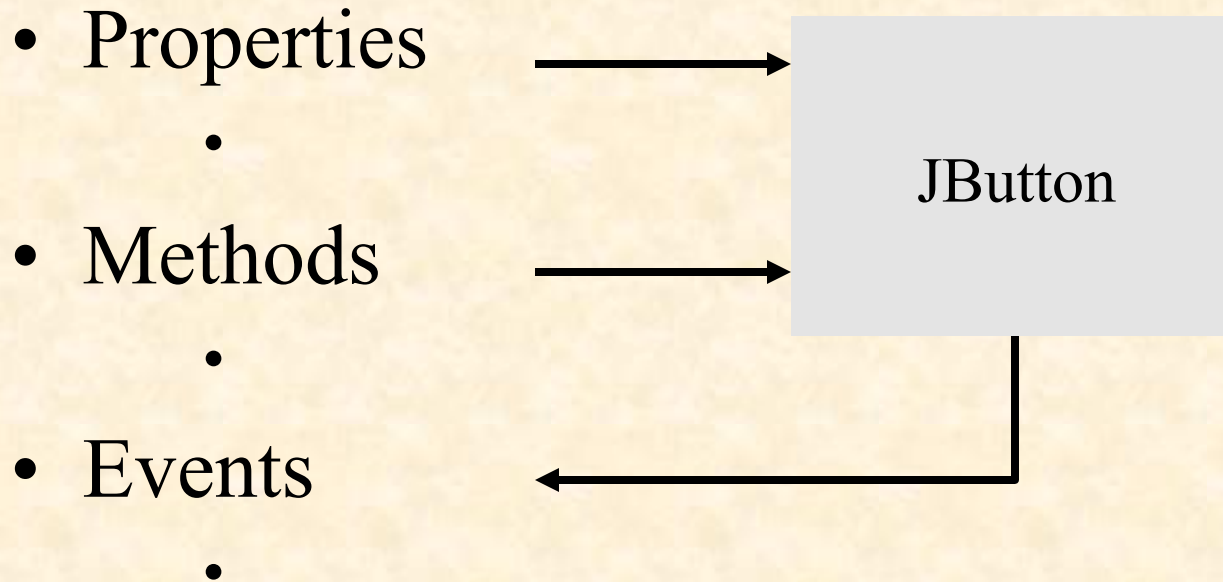 • Properties
•
JButton
• Methods
•
• Events
•